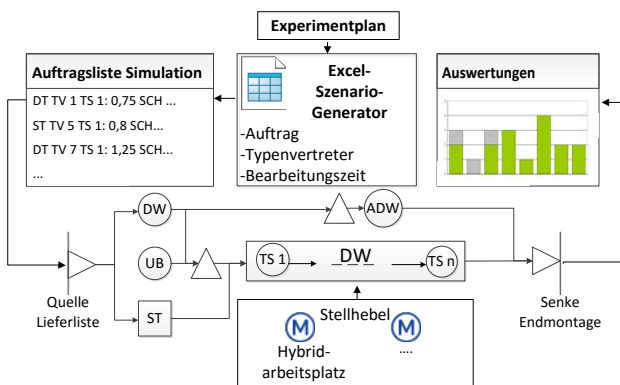 Experimentplan
Auftragsliste Simulation
DT TV 1 TS 1: 0,75 SCH ...
ST TV 5 TS 1: 0,8 SCH...
DT TV 7 TS 1: 1,25 SCH...
...
Excel-
Szenario-
Generator
-Auftrag
-Typenvertreter
-Bearbeitungszeit
Auswertungen
DW
ADW
UB
TS 1
DW
TS n
ST
Quelle
Lieferliste
Senke
Endmontage
Stellhebel
M
M
Hybrid-
arbeitsplatz
....